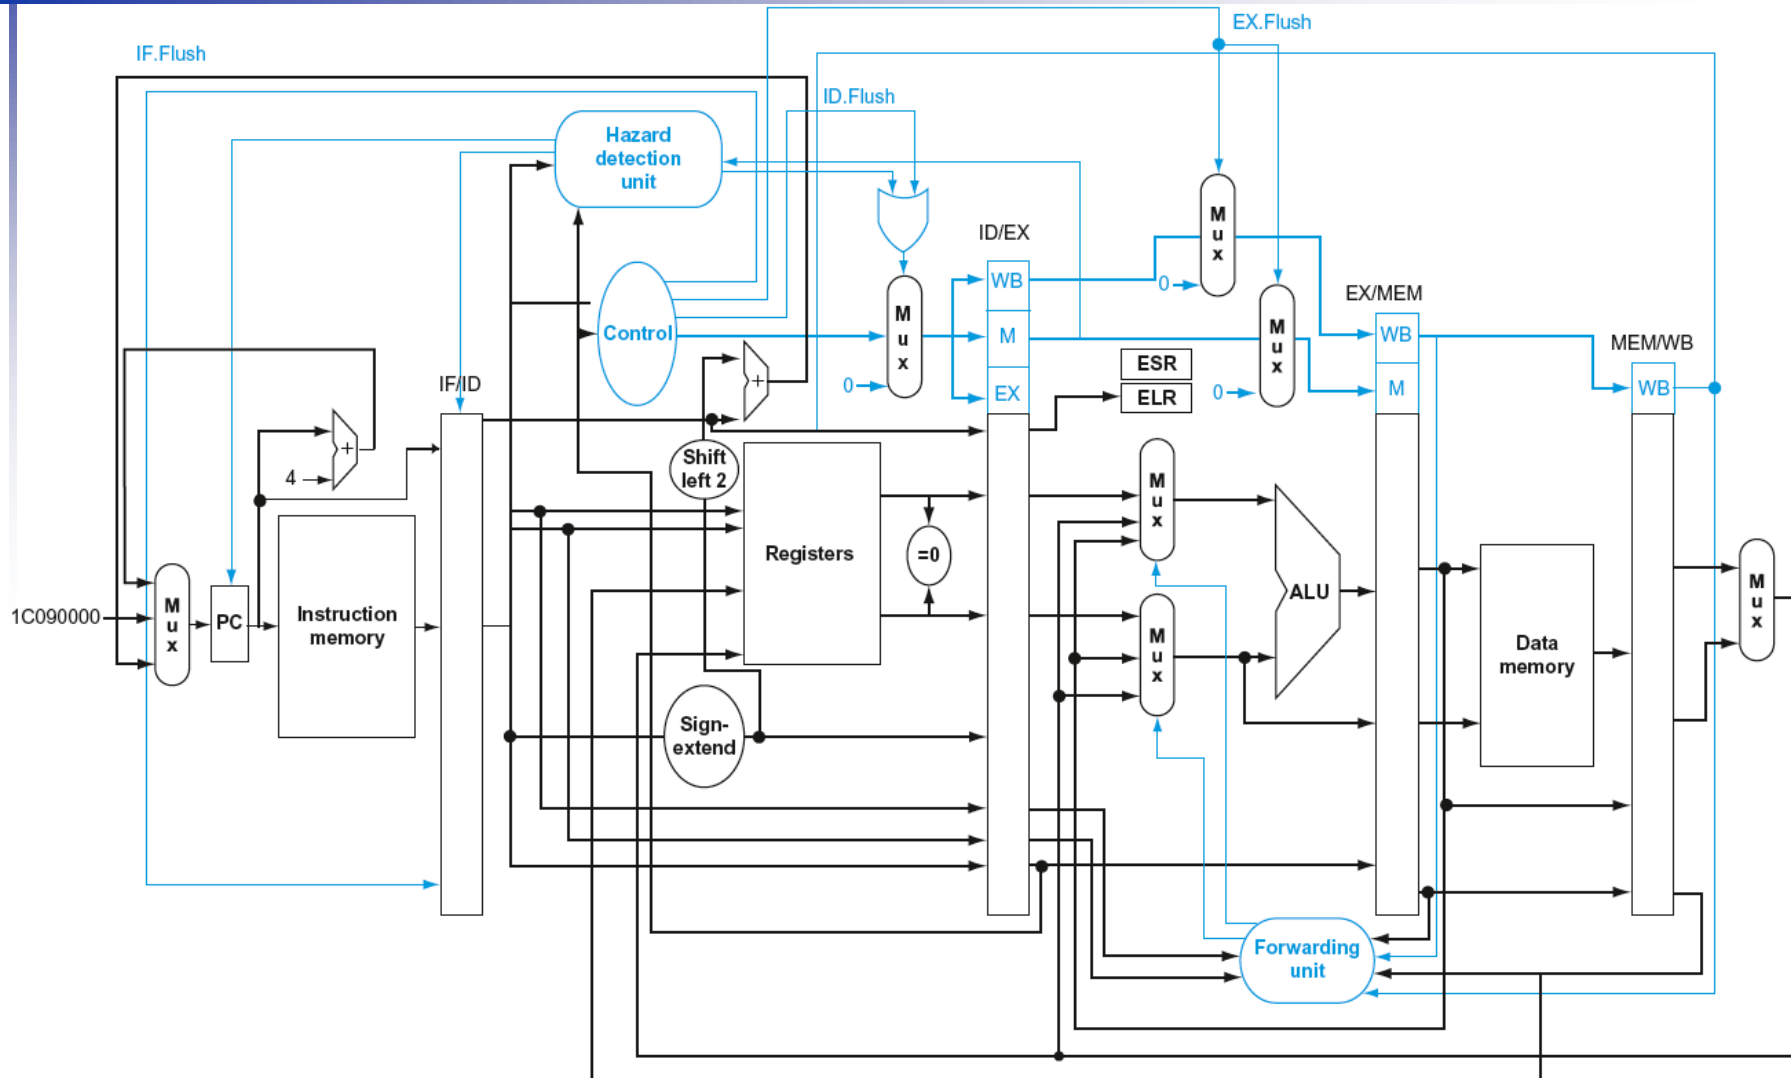 EX.Flush
IF.Flush
ID.Flush
Hazard
detection
unit
M
u
x
ID/EX
WB
0
EX/MEM
Control
M
u
x
M
M
u
x
WB
MEM/WB
ESR
IF/ID
+
0
EX
ELR
0
M
WB
+
4
Shift
left 2
M
u
x
Registers
=0
M
u
x
1C090000
PC
Instruction
memory
ALU
M
u
x
M
u
x
Data
memory
Sign-
extend
Forwarding
unit